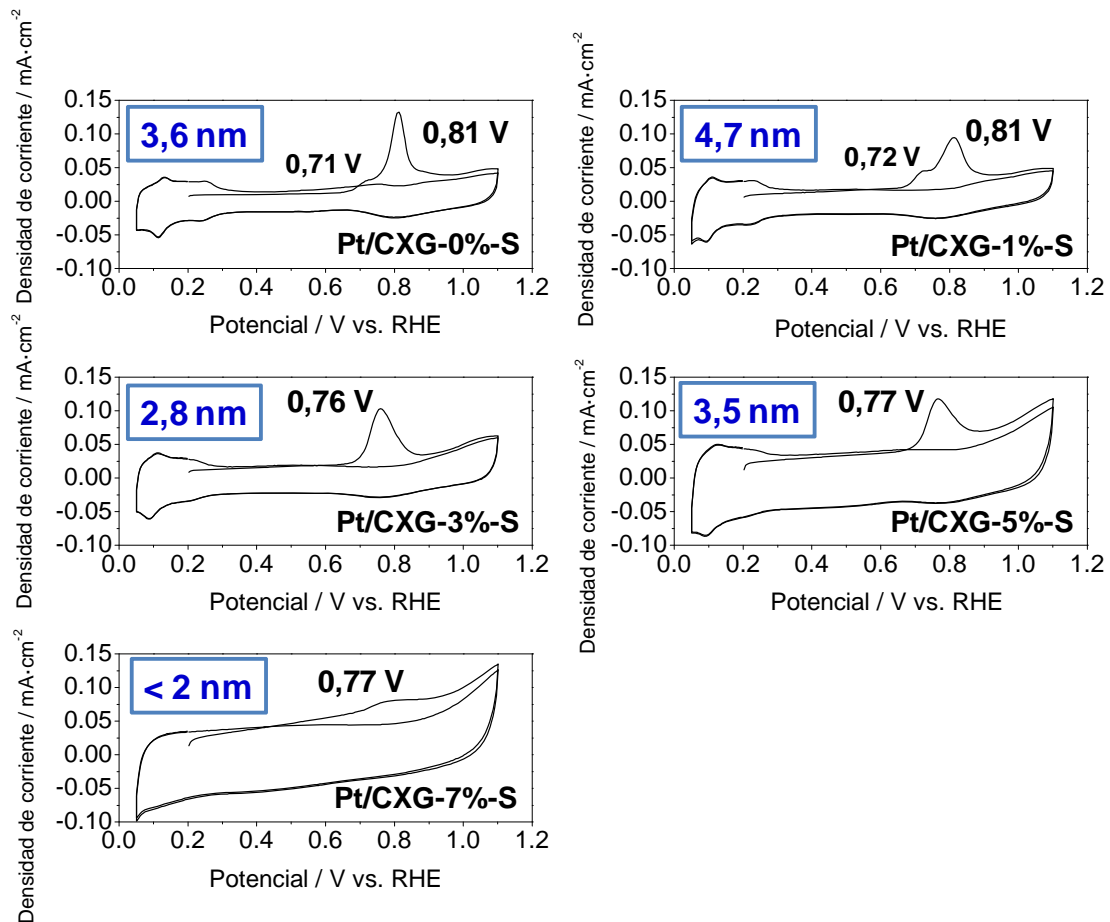 Densidad de corriente / mA·cm-2
0.15
0.10
0.05
0.00
-0.05
-0.10
3,6 nm
0,71 V
0,81 V
Pt/CXG-0%-S
0.0 0.2 0.4 0.6 0.8 1.0 1.2
Potencial / V vs. RHE
Densidad de corriente / mA·cm-2
0.15
0.10
0.05
0.00
-0.05
-0.10
4,7 nm
0,72 V
0,81 V
Pt/CXG-1%-S
0.0 0.2 0.4 0.6 0.8 1.0 1.2
Potencial / V vs. RHE
Densidad de corriente / mA·cm-2
0.15
0.10
0.05
0.00
-0.05
-0.10
2,8 nm
0,76 V
Pt/CXG-3%-S
0.0 0.2 0.4 0.6 0.8 1.0 1.2
Potencial / V vs. RHE
Densidad de corriente / mA·cm-2
0.15
0.10
0.05
0.00
-0.05
-0.10
3,5 nm
0,77 V
Pt/CXG-5%-S
0.0 0.2 0.4 0.6 0.8 1.0 1.2
Potencial / V vs. RHE
Densidad de corriente / mA·cm-2
0.15
0.10
0.05
0.00
-0.05
-0.10
< 2 nm
0,77 V
Pt/CXG-7%-S
0.0 0.2 0.4 0.6 0.8 1.0 1.2
Potencial / V vs. RHE